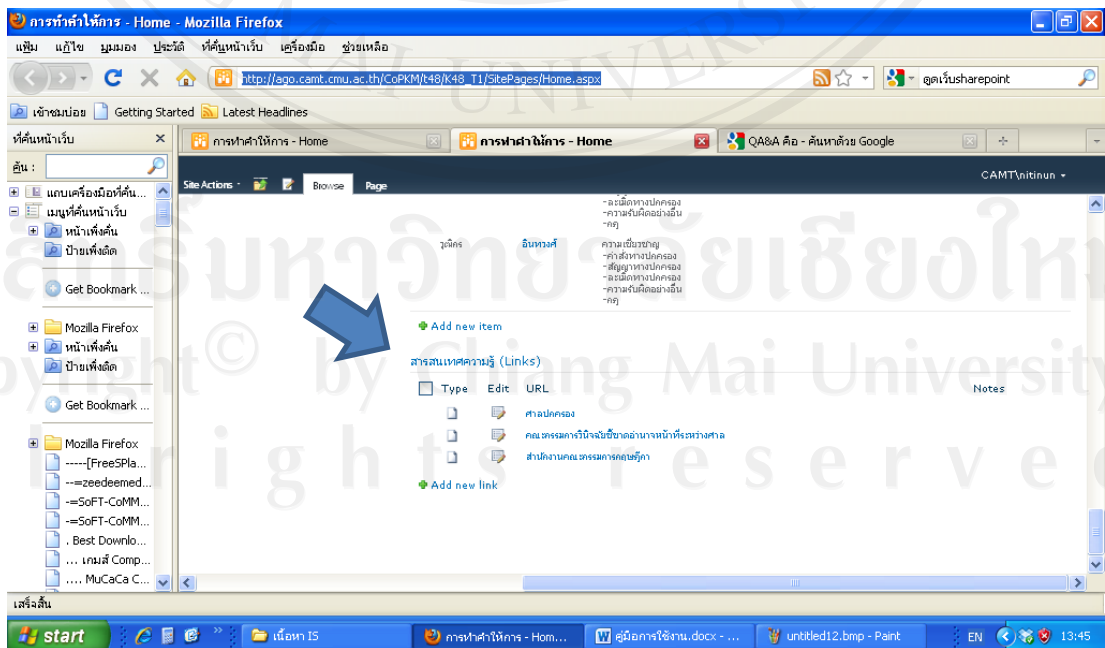 การทำคำให้การ - Home - Mozilla Firefox
แฟ้ม แก้ไข มุมมอง ประวัติ ที่คั่นหน้าเว็บ เครื่องมือ ช่วยเหลือ
http://ago.camt.cmu.ac.th/CoPKM/t48/K48_T1/SitePages/Home.aspx
ดูดเว็บsharepoint
เข้าชมบ่อย Getting Started Latest Headlines
ที่คั่นหน้าเว็บ
การทำคำให้การ - Home
การทำคำให้การ - Home
QA&A คือ - ค้นหาด้วย Google
ค้น :
Site Actions Browse Page
CAMT\nitinun
แถบเครื่องมือที่คั่น...
เมนูที่คั่นหน้าเว็บ
หน้าเพิ่งคั่น
ป้ายเพิ่งติด
Get Bookmark ...
Mozilla Firefox
หน้าเพิ่งคั่น
ป้ายเพิ่งติด
Get Bookmark ...
Mozilla Firefox
-----[FreeSPla...
--=zeedeemed...
-=SoFT-CoMM...
-=SoFT-CoMM...
. Best Downlo...
... เกมส์ Comp...
.... MuCaCa C...
-ละเมิดทางปกครอง
-ความรับผิดอย่างอื่น
-กฎ
วุฒิกร อินทวงศ์ ความเชี่ยวชาญ
-คำสั่งทางปกครอง
-สัญญาทางปกครอง
-ละเมิดทางปกครอง
-ความรับผิดอย่างอื่น
-กฎ
Add new item
สารสนเทศความรู้ (Links)
Type Edit URL Notes
ศาลปกครอง
คณะกรรมการวินิจฉัยชี้ขาดอำนาจหน้าที่ระหว่างศาล
สำนักงานคณะกรรมการกฤษฎีกา
Add new link
เสร็จสิ้น
start
เนื้อหา IS
การทำคำให้การ - Hom...
คู่มือการใช้งาน.docx - ...
untitled12.bmp - Paint
EN
13:45